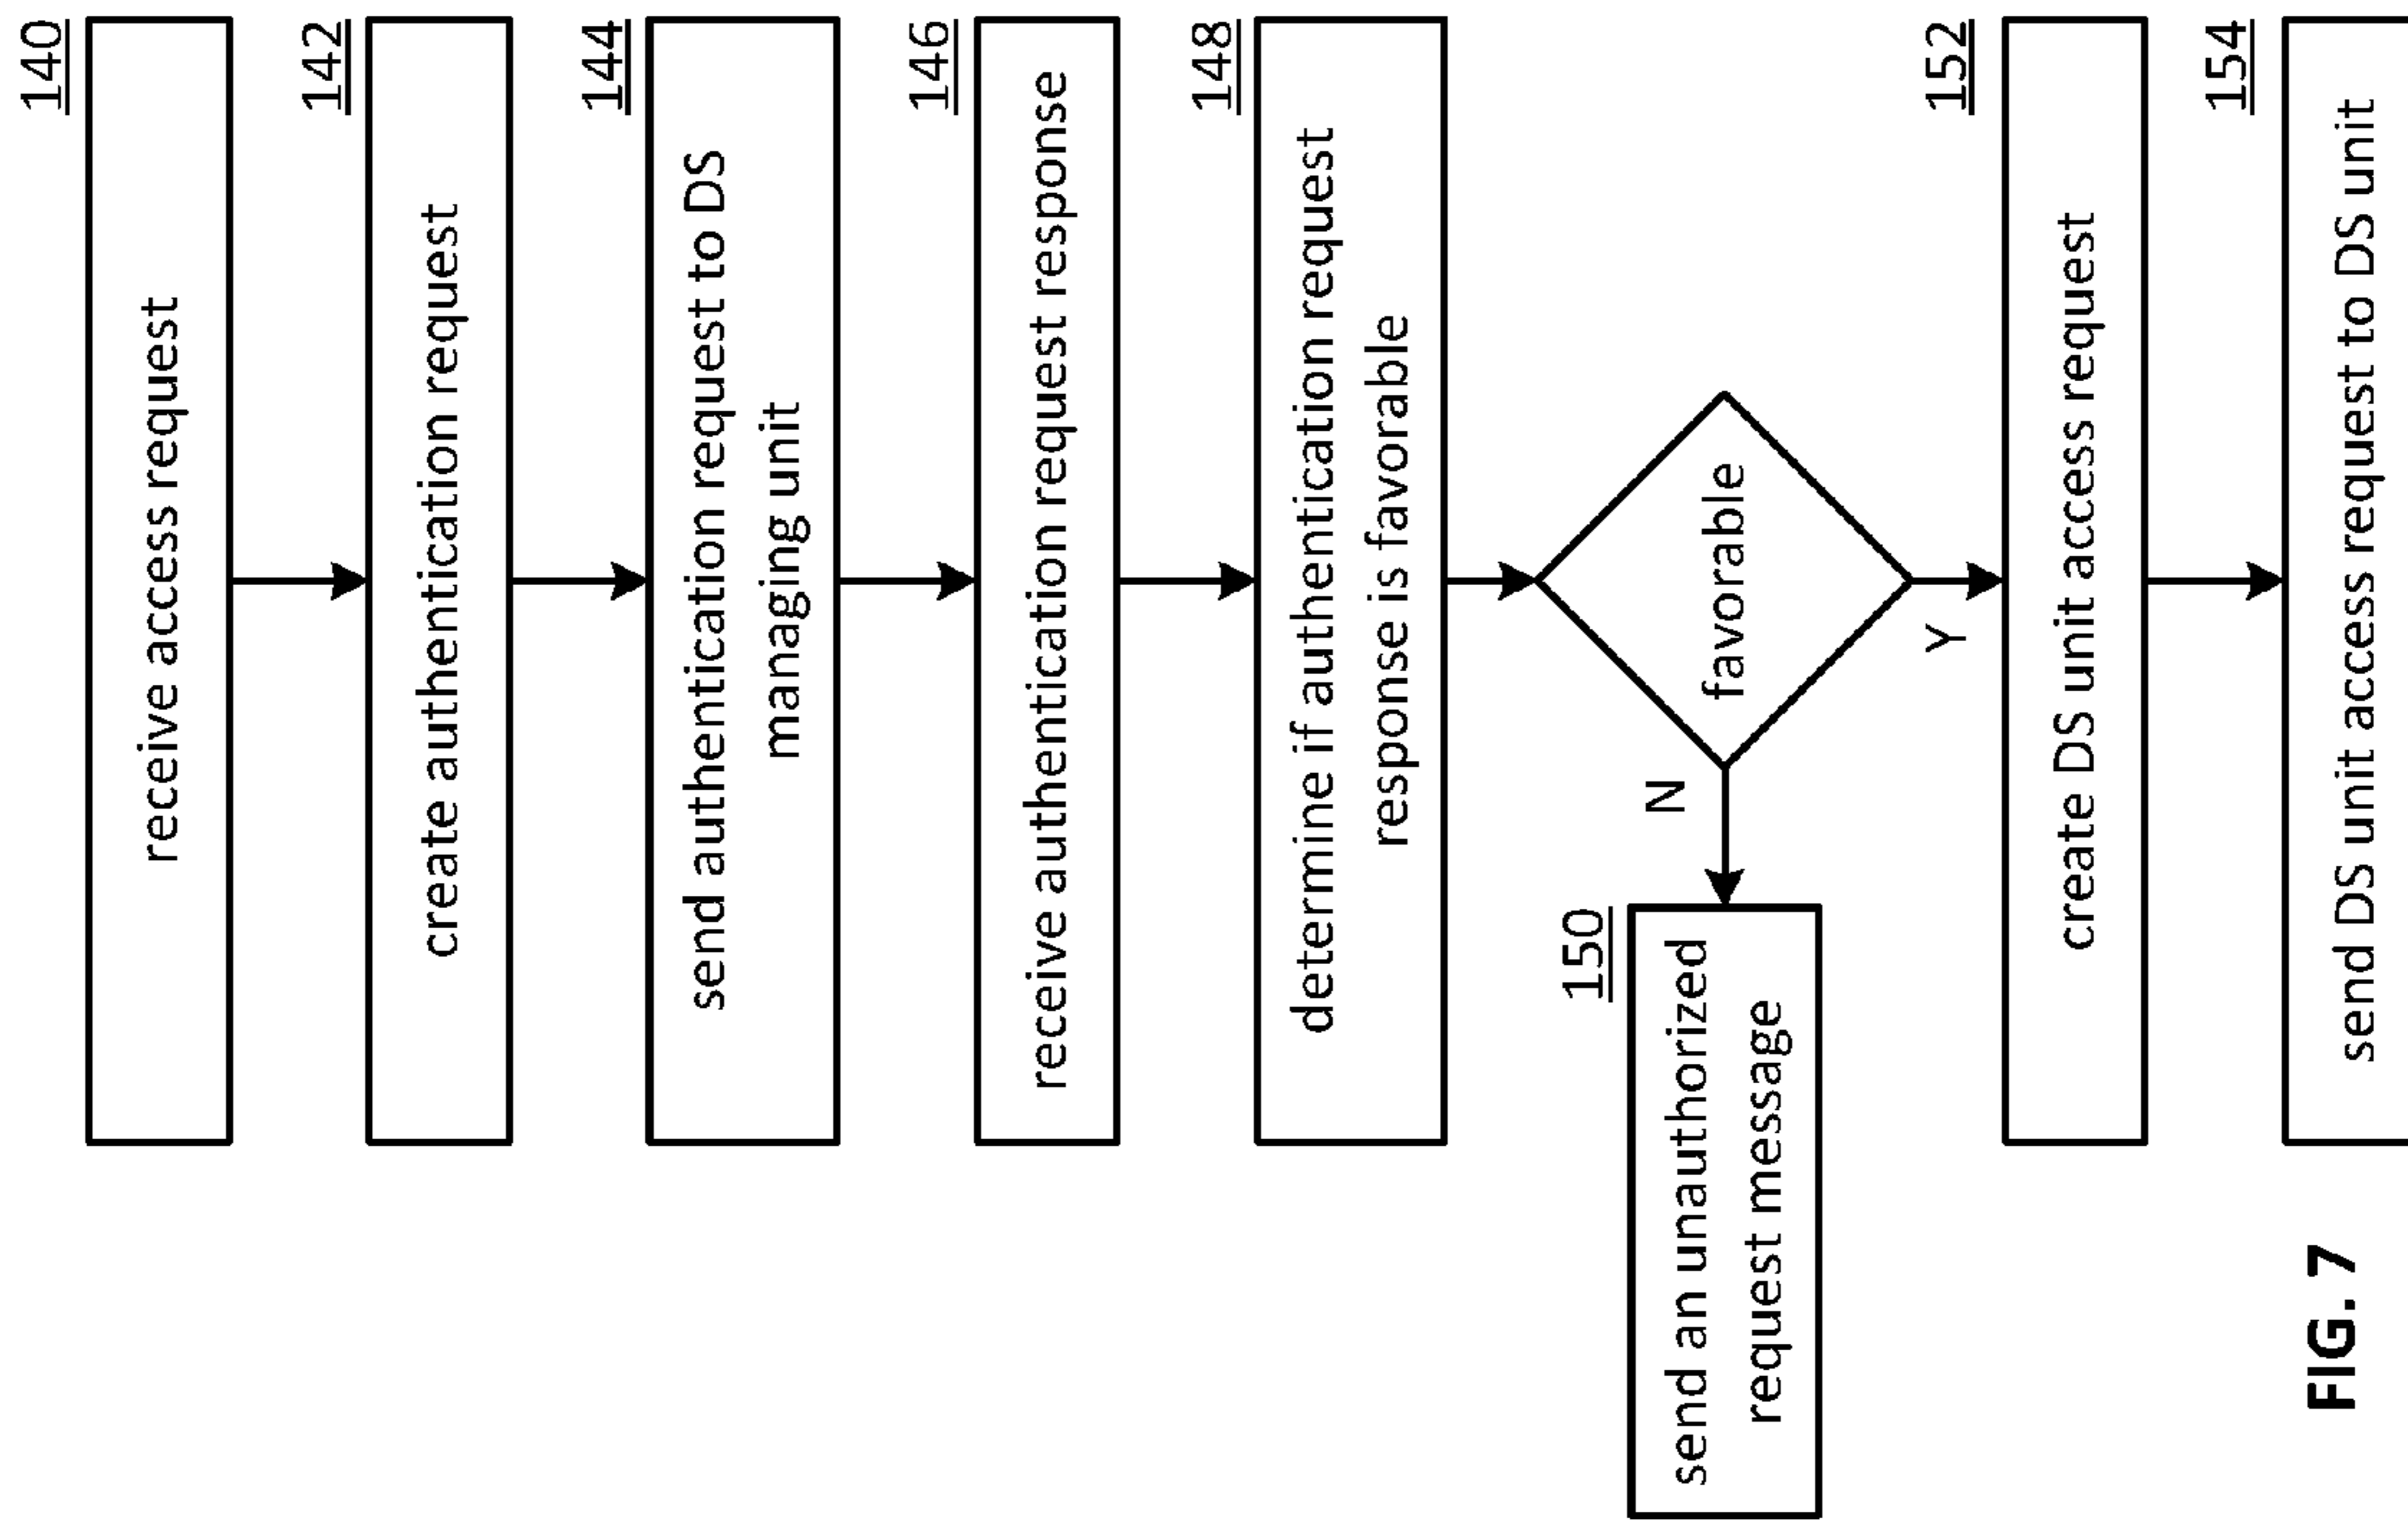 140
receive access request
142
create authentication request
144
send authentication request to DS
managing unit
146
receive authentication request response
148
determine if authentication request
response is favorable
favorable
N
Y
150
send an unauthorized
request message
152
create DS unit access request
154
send DS unit access request to DS unit
FIG. 7